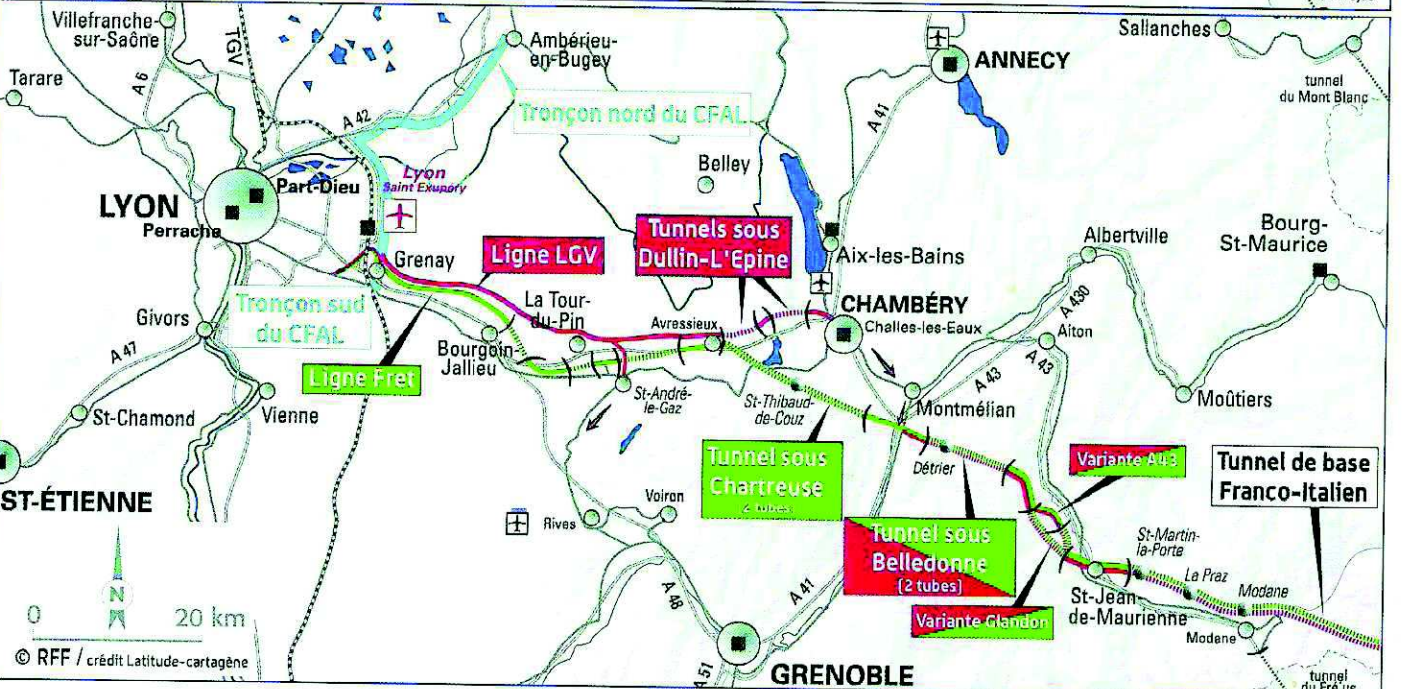 Villefranche-
sur-Saône
TGV
Ambérieu-
en-Bugey
ANNECY
Sallanches
tunnel
du Mont Blanc
Tarare
A 6
A 42
Tronçon nord du CFAL
A 41
Belley
LYON
Part-Dieu
Perrache
Lyon
Saint Exupéry
Tunnels sous
Dullin-L'Epine
Aix-les-Bains
Albertville
Bourg-
St-Maurice
Grenay
Ligne LGV
CHAMBÉRY
Challes-les-Eaux
A 430
Aiton
Tronçon sud
du CFAL
La Tour-
du-Pin
Avressieux
Givors
A 47
Bourgoin-
Jallieu
Ligne Fret
A 43
A 43
Moûtiers
St-Chamond
Vienne
St-André-
le-Gaz
St-Thibaud-
de-Couz
Montmélian
Détrier
Tunnel sous
Chartreuse
2 tubes
Variante A43
Tunnel de base
Franco-Italien
ST-ÉTIENNE
Voiron
Rives
Tunnel sous
Belledonne
(2 tubes)
St-Martin-
la-Porte
La Praz
Modane
N
0 20 km
A 48
A 41
Variante Glandon
St-Jean-
de-Maurienne
Modane
© RFF / crédit Latitude-cartagène
A 51
GRENOBLE
tunnel
du Fréjus